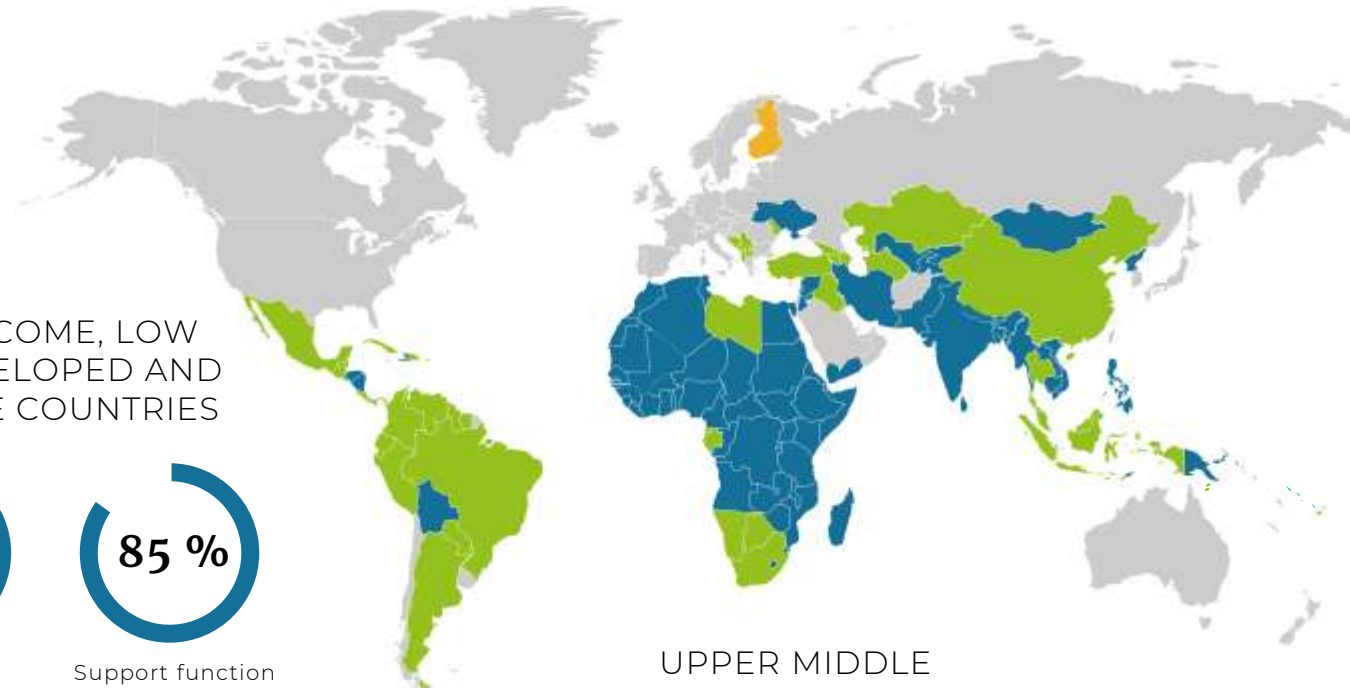 COME, LOW
ELOPED AND
E COUNTRIES
85 %
Support function
UPPER MIDDLE